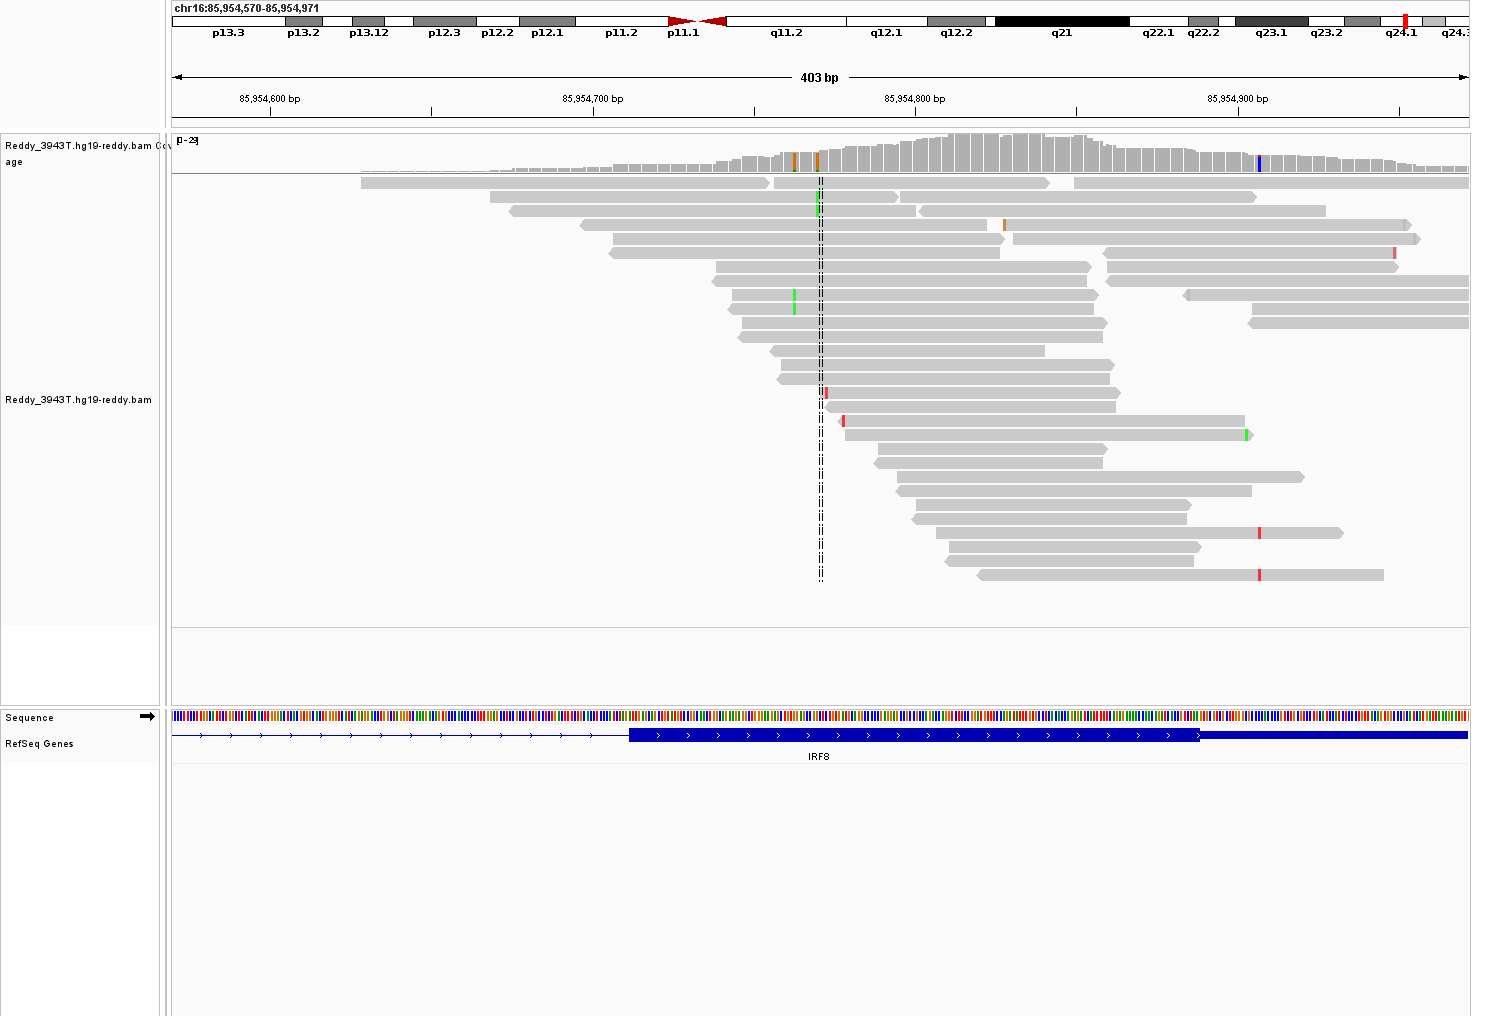 chr16:85,954,570-85,954,971
p13.3 p13.2 p13.12 p12.3 p12.2 p12.1 p11.2 p11.1 q11.2 q12.1 q12.2 q21 q22.1 q22.2 q23.1 q23.2 q24.1 q24.3
403 bp
85,954,600 bp 85,954,700 bp 85,954,800 bp 85,954,900 bp
Reddy_3943T.hg19-reddy.bam Cov
age
[0 - 29]
Reddy_3943T.hg19-reddy.bam
Sequence
RefSeq Genes
IRF8